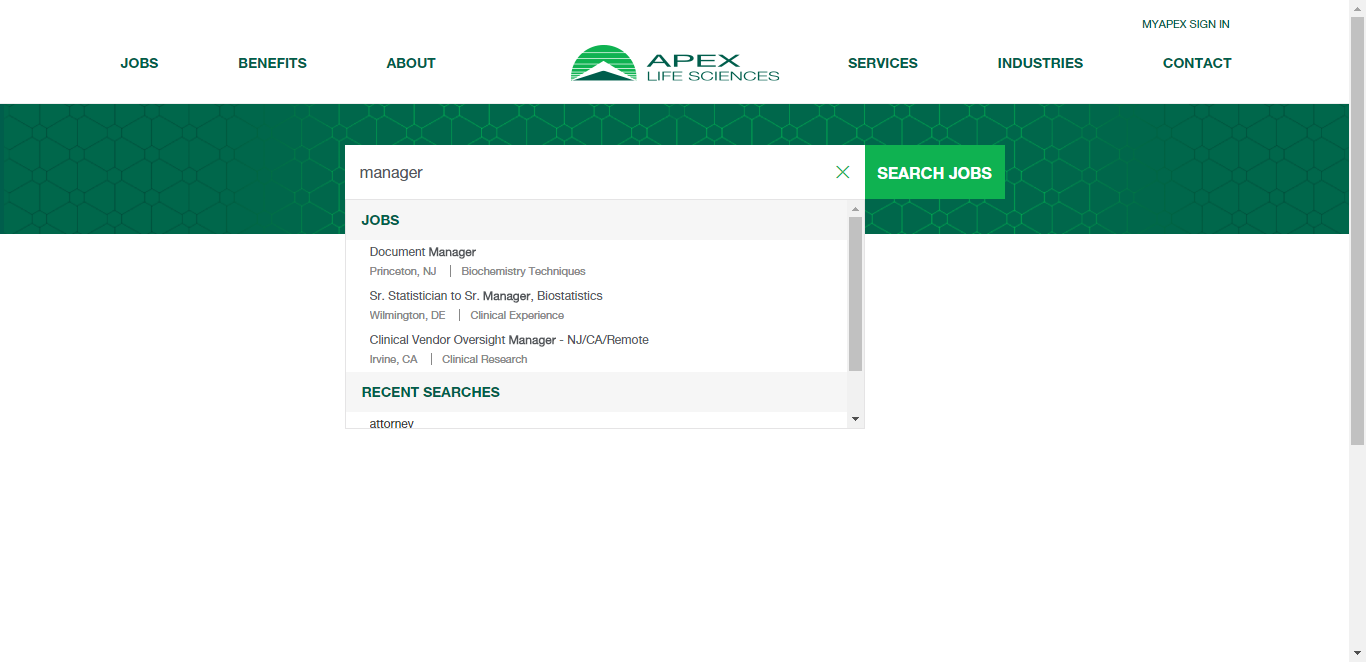 MYAPEX SIGN IN
JOBS
BENEFITS
ABOUT
APEX
LIFE SCIENCES
SERVICES
INDUSTRIES
CONTACT
manager
SEARCH JOBS
JOBS
Document Manager
Princeton, NJ | Biochemistry Techniques
Sr. Statistician to Sr. Manager, Biostatistics
Wilmington, DE | Clinical Experience
Clinical Vendor Oversight Manager - NJ/CA/Remote
Irvine, CA | Clinical Research
RECENT SEARCHES
attorney